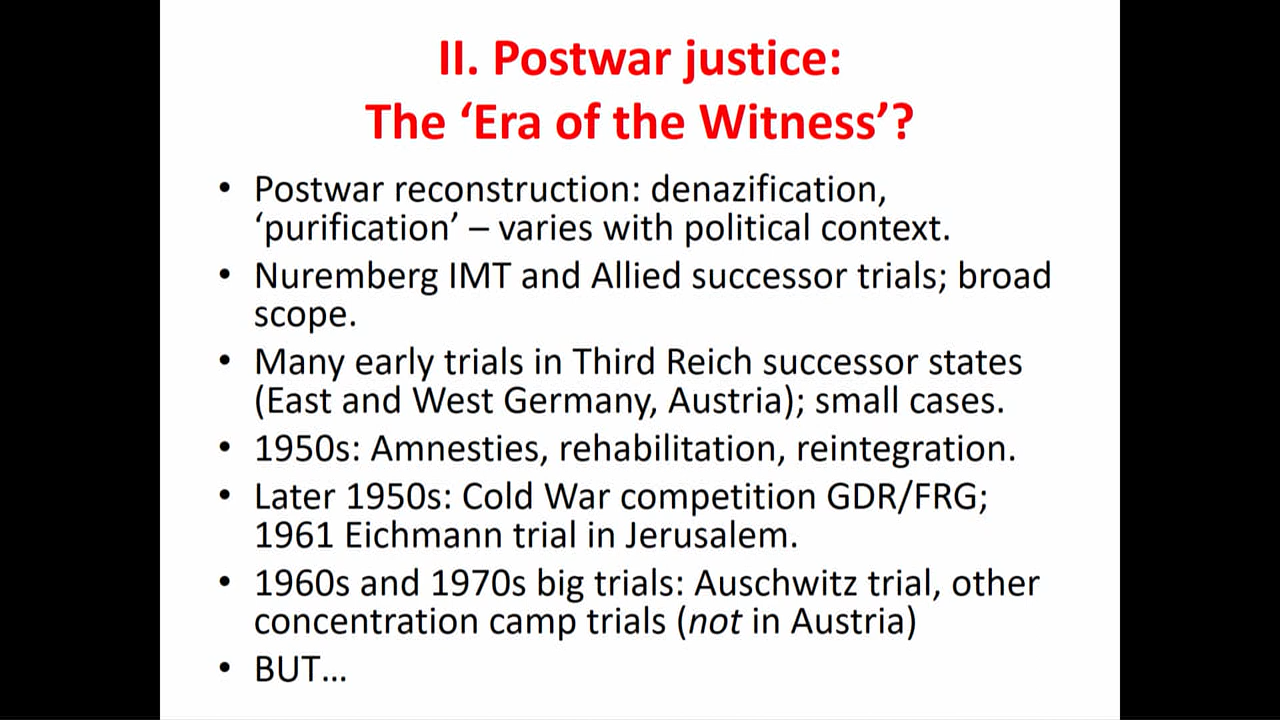 II. Postwar justice:
The ‘Era of the Witness’?
• Postwar reconstruction: denazification,
‘purification’ – varies with political context.
• Nuremberg IMT and Allied successor trials; broad
scope.
• Many early trials in Third Reich successor states
(East and West Germany, Austria); small cases.
• 1950s: Amnesties, rehabilitation, reintegration.
• Later 1950s: Cold War competition GDR/FRG;
1961 Eichmann trial in Jerusalem.
• 1960s and 1970s big trials: Auschwitz trial, other
concentration camp trials (not in Austria)
• BUT…